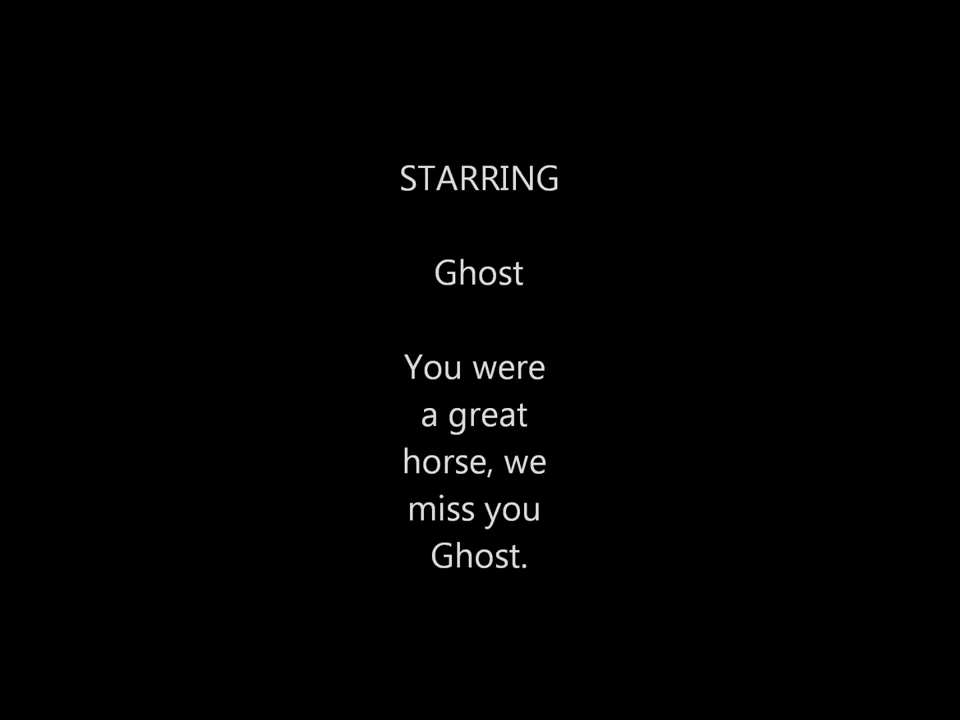 STARRING
Ghost
You were
a great
horse, we
miss you
Ghost.